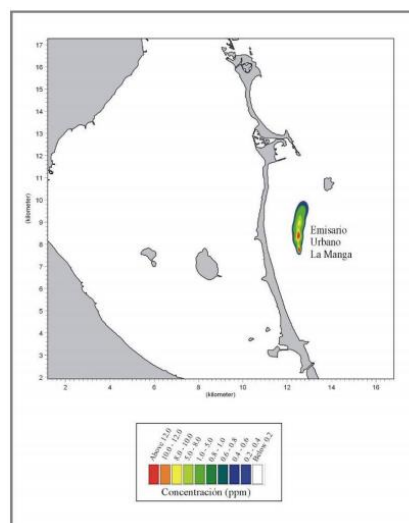 17
16
15
14
13
12
11
10
9
8
7
6
5
4
3
2
(kilometer)
Emisario
Urbano
La Manga
2 4 6 8 10 12 14 16
(kilometer)
Above 12.0
10.0 - 12.0
8.0 - 10.0
5.0 - 8.0
1.0 - 5.0
0.8 - 1.0
0.6 - 0.8
0.4 - 0.6
0.2 - 0.4
Below 0.2
Concentración (ppm)